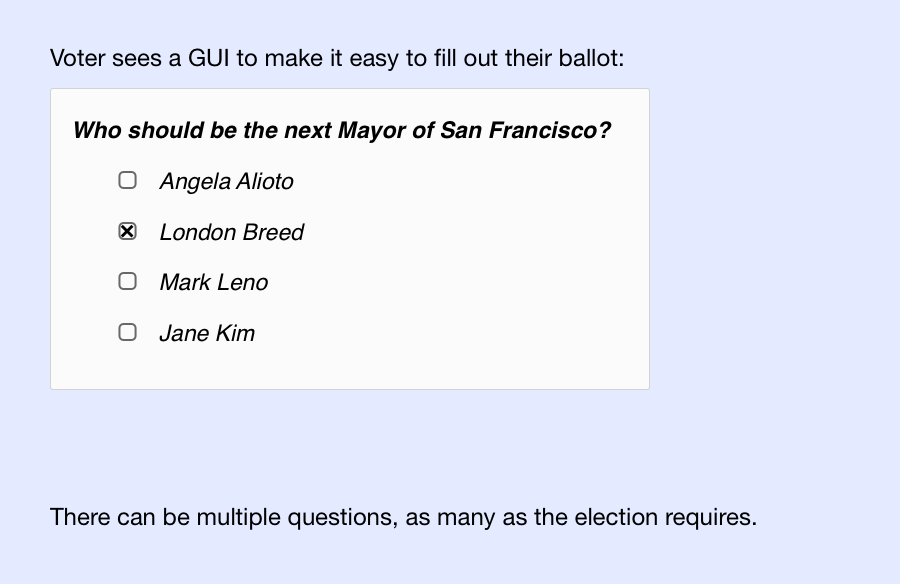 Voter sees a GUI to make it easy to fill out their ballot:
Who should be the next Mayor of San Francisco?
Angela Alioto
London Breed
Mark Leno
Jane Kim
There can be multiple questions, as many as the election requires.